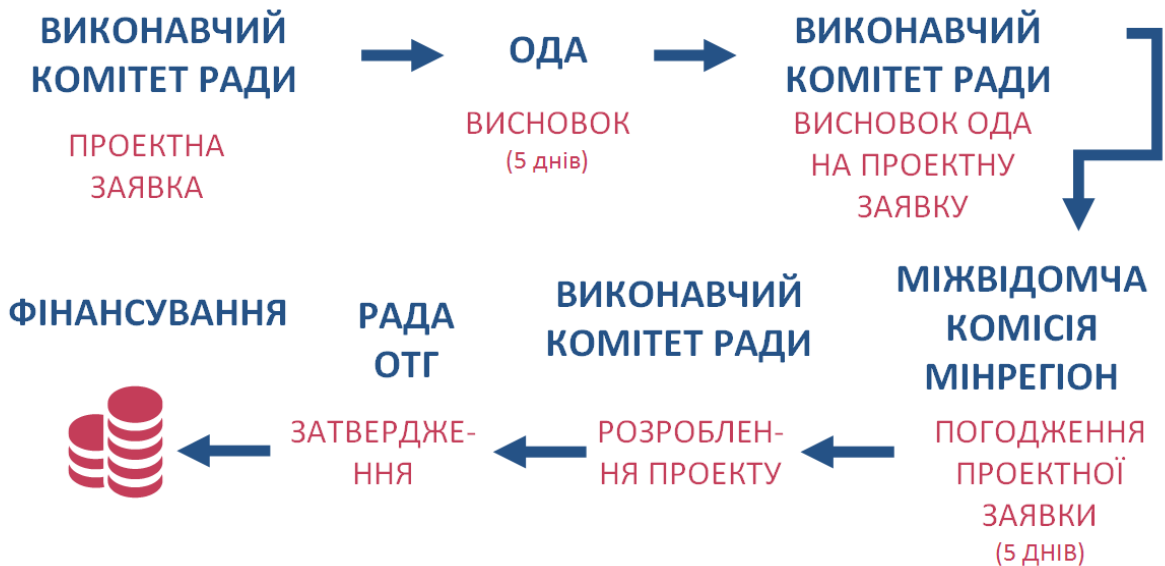 ВИКОНАВЧИЙ
КОМІТЕТ РАДИ
ПРОЕКТНА
ЗАЯВКА
ОДА
ВИСНОВОК
(5 днів)
ВИКОНАВЧИЙ
КОМІТЕТ РАДИ
ВИСНОВОК ОДА
НА ПРОЕКТНУ
ЗАЯВКУ
МІЖВІДОМЧА
КОМІСІЯ
МІНРЕГІОН
ПОГОДЖЕННЯ
ПРОЕКТНОЇ
ЗАЯВКИ
(5 ДНІВ)
ВИКОНАВЧИЙ
КОМІТЕТ РАДИ
РОЗРОБЛЕН-
НЯ ПРОЕКТУ
РАДА
ОТГ
ЗАТВЕРДЖЕ-
ННЯ
ФІНАНСУВАННЯ